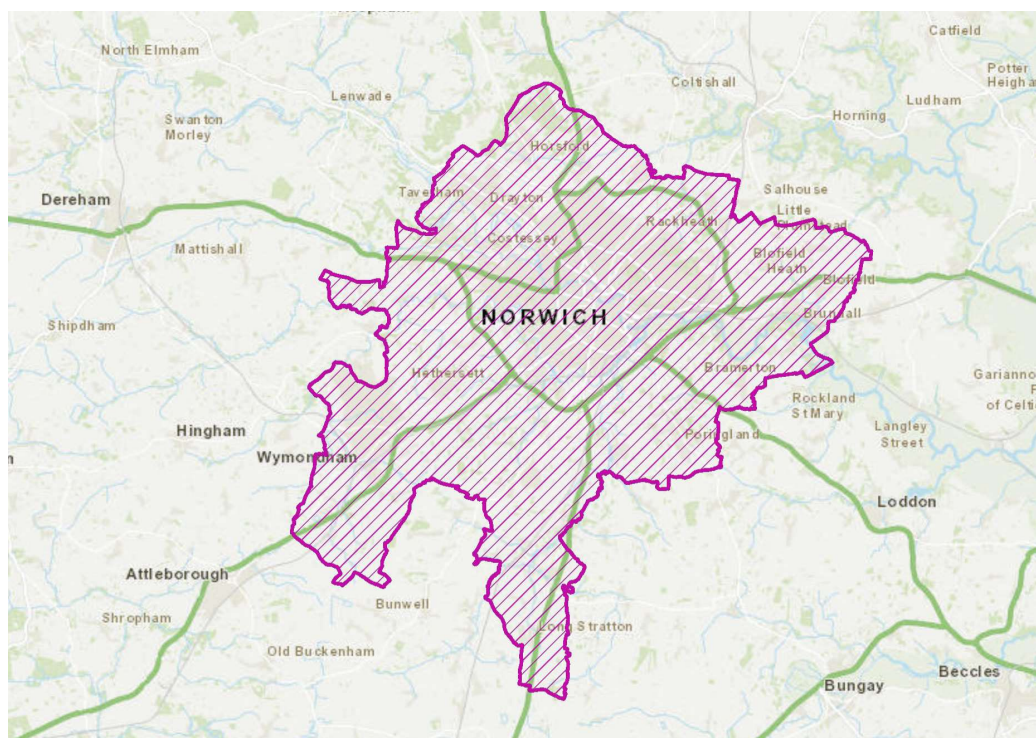 North Elmham
Catfield
Potter
Heigha
Coltishall
Lenwade
Ludham
Horning
Swanton
Morley
Horsford
Salhouse
Taverham
Drayton
Dereham
Little
Plumstead
Rackheath
Costessey
Mattishall
Blofield
Heath
Blofield
NORWICH
Brundall
Shipdham
Bramerton
Hethersett
Garianno
of Celti
Rockland
St Mary
Langley
Street
Hingham
Poringland
Wymondham
Loddon
Attleborough
Bunwell
Shropham
Long Stratton
Old Buckenham
Beccles
Bungay